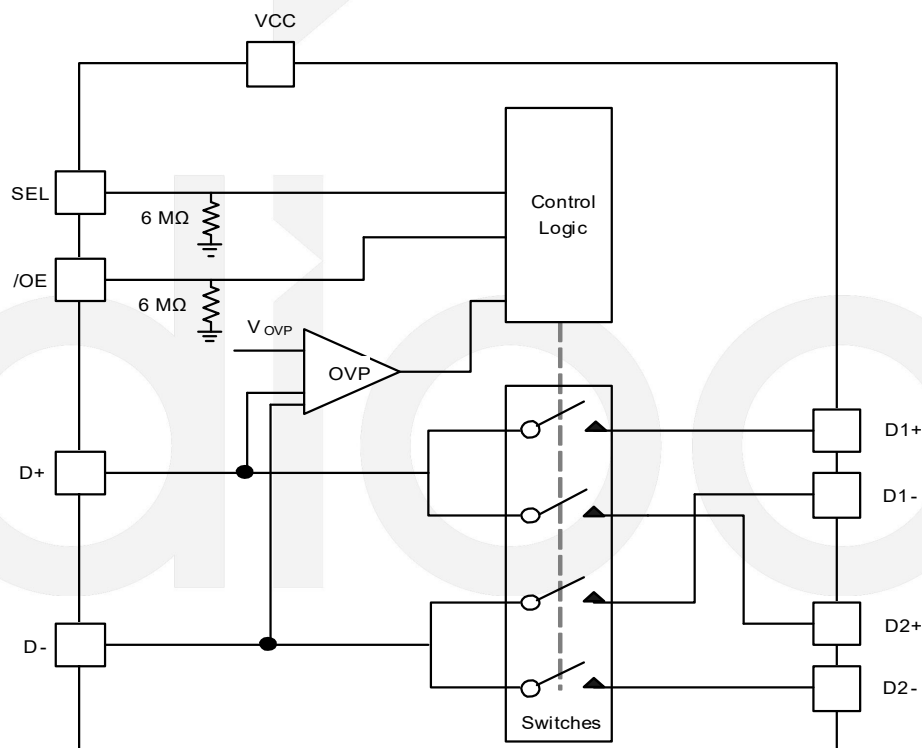 VCC
SEL
6 MΩ
Control
Logic
/OE
6 MΩ
V OVP
OVP
D+
D1+
D1-
D-
D2+
D2-
Switches